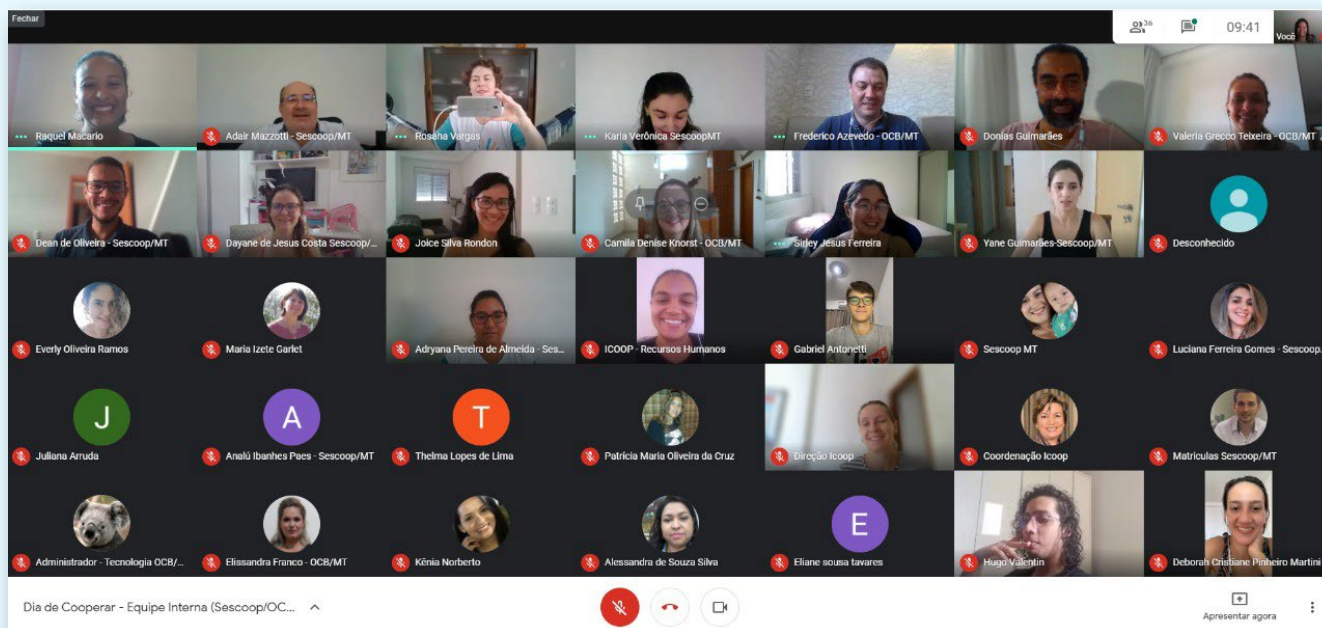 Fechar
36
09:41
Você
Raquel Macario
Adair Mazzotti - Sescoop/MT
Rosana Vargas
Karla Verônica SescoopMT
Frederico Azevedo - OCB/MT
Donias Guimarães
Valeria Grecco Teixeira - OCB/MT
Dean de Oliveira - Sescoop/MT
Dayane de Jesus Costa Sescoop/...
Joice Silva Rondon
Camila Denise Knorst - OCB/MT
Sirley Jesus Ferreira
Yane Guimarães-Sescoop/MT
Desconhecido
Everly Oliveira Ramos
Maria Izete Garlet
Adryana Pereira de Almeida - Ses...
ICOOP - Recursos Humanos
Gabriel Antonetti
Sescoop MT
Luciana Ferreira Gomes - Sescoop
J
A
T
Juliana Arruda
Analú Ibanhes Paes - Sescoop/MT
Thelma Lopes de Lima
Patrícia Maria Oliveira da Cruz
Direção Icoop
Coordenação Icoop
Matriculas Sescoop/MT
E
Administrador - Tecnologia OCB/...
Elissandra Franco - OCB/MT
Kênia Norberto
Alessandra de Souza Silva
Eliane sousa tavares
Hugo Valentin
Deborah Cristiane Pinheiro Martini
Dia de Cooperar - Equipe Interna (Sescoop/OC...
Apresentar agora